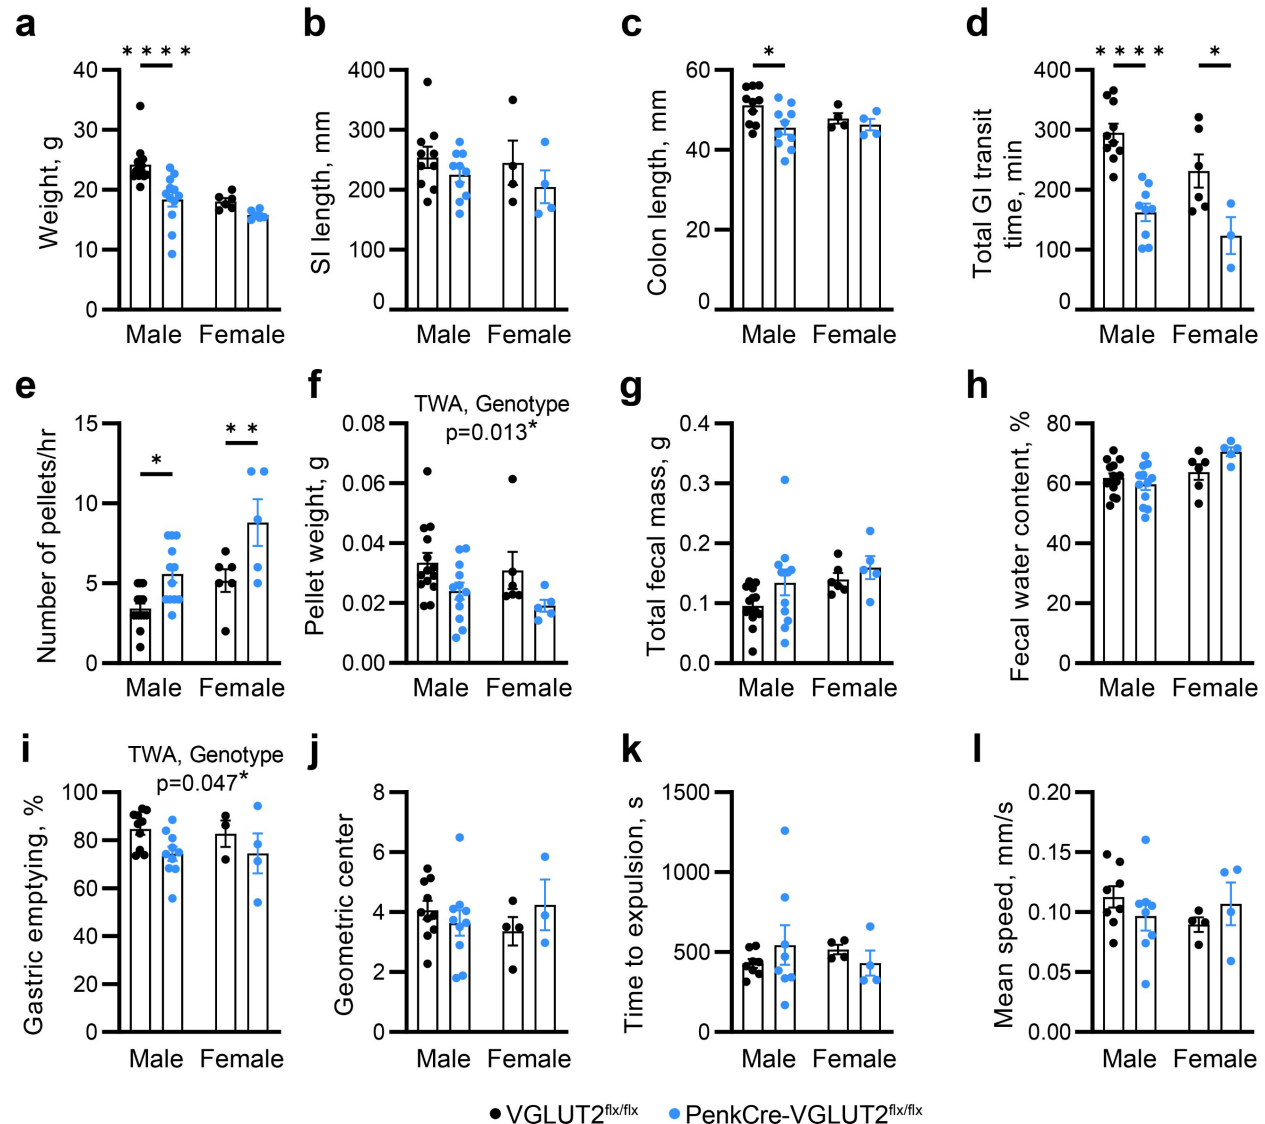 a
b
c
d
* * * *
*
* * * *
*
Weight, g
40
30
20
10
0
Male Female
SI length, mm
400
300
200
100
0
Male Female
Colon length, mm
60
40
20
0
Male Female
Total GI transit
time, min
400
300
200
100
0
Male Female
e
f
g
h
Number of pellets/hr
15
10
5
0
*
* *
Male Female
TWA, Genotype
p=0.013*
Pellet weight, g
0.08
0.06
0.04
0.02
0.00
Male Female
Total fecal mass, g
0.4
0.3
0.2
0.1
0.0
Male Female
Fecal water content, %
80
60
40
20
0
Male Female
i
j
k
l
TWA, Genotype
p=0.047*
Gastric emptying, %
100
80
60
40
20
0
Male Female
Geometric center
8
6
4
2
0
Male Female
Time to expulsion, s
1500
1000
500
0
Male Female
Mean speed, mm/s
0.20
0.15
0.10
0.05
0.00
Male Female
VGLUT2flx/flx PenkCre-VGLUT2flx/flx